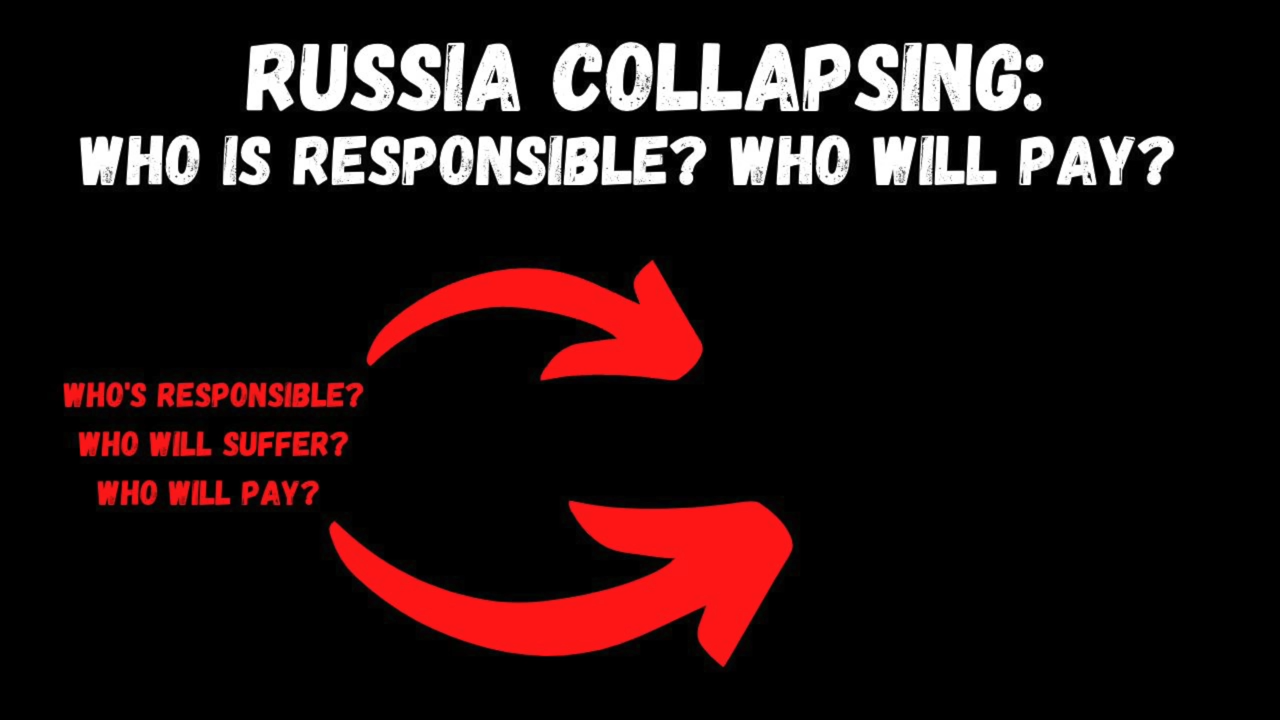 RUSSIA COLLAPSING:
WHO IS RESPONSIBLE? WHO WILL PAY?
WHO'S RESPONSIBLE?
WHO WILL SUFFER?
WHO WILL PAY?